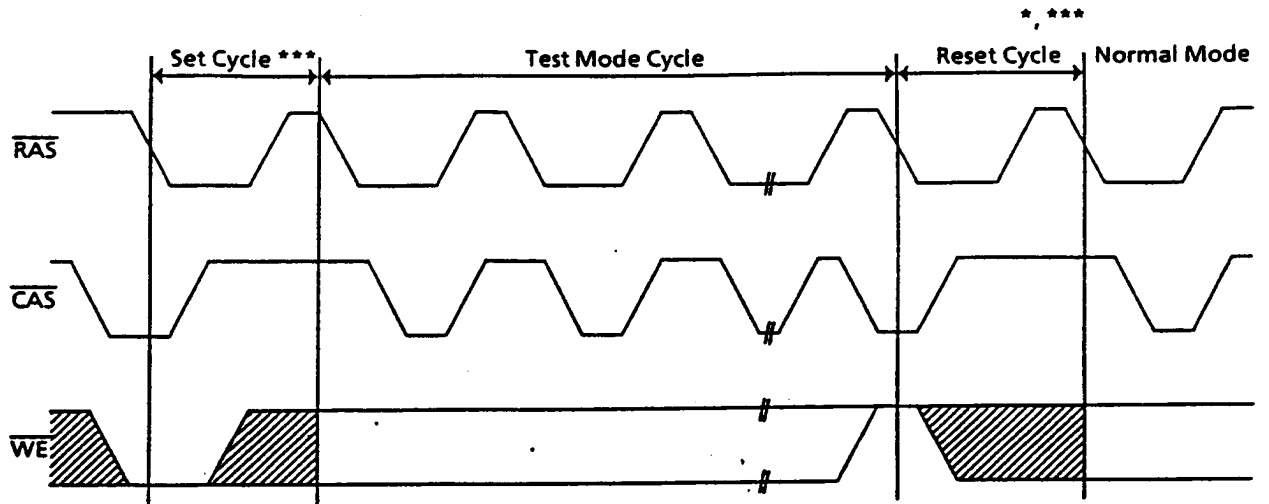 *, ***
Set Cycle ***
Test Mode Cycle
Reset Cycle
Normal Mode
RAS
CAS
WE